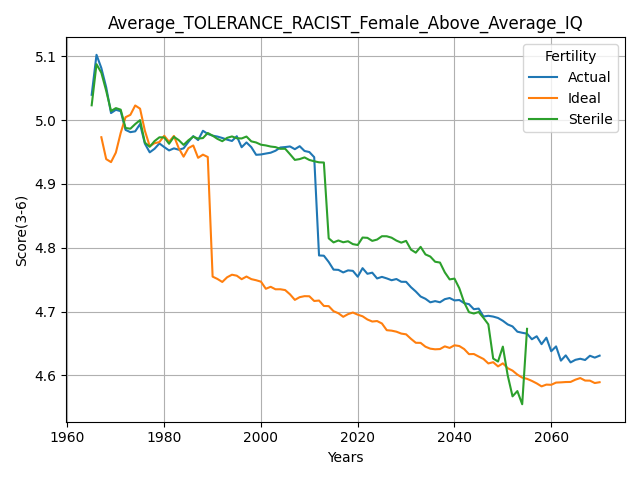 Average_TOLERANCE_RACIST_Female_Above_Average_IQ
Fertility
Actual
Ideal
Sterile
Score(3-6)
5.1
5.0
4.9
4.8
4.7
4.6
1960
1980
2000
2020
2040
2060
Years